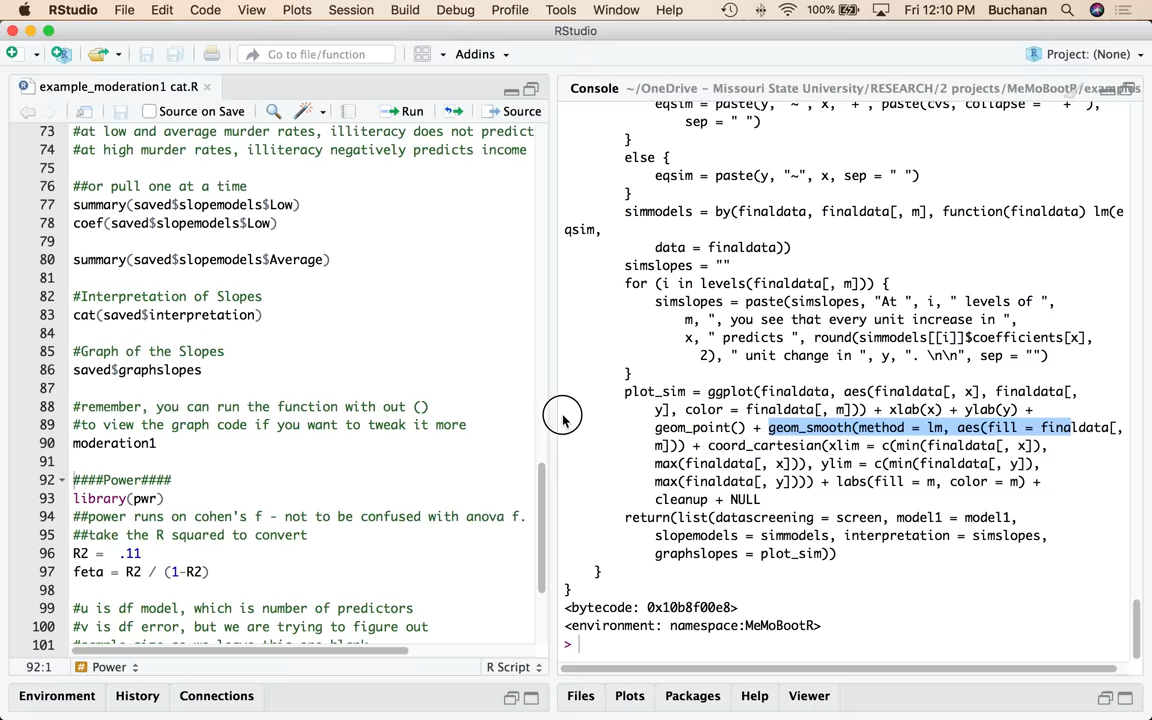 RStudio File Edit Code View Plots Session Build Debug Profile Tools Window Help 100% Fri 12:10 PM Buchanan
RStudio
Go to file/function Addins Project: (None)
example_moderation1 cat.R
Source on Save Run Source
73 #at low and average murder rates, illiteracy does not predict
74 #at high murder rates, illiteracy negatively predicts income
75
76 ##or pull one at a time
77 summary(saved$slopemodels$Low)
78 coef(saved$slopemodels$Low)
79
80 summary(saved$slopemodels$Average)
81
82 #Interpretation of Slopes
83 cat(saved$interpretation)
84
85 #Graph of the Slopes
86 saved$graphslopes
87
88 #remember, you can run the function with out ()
89 #to view the graph code if you want to tweak it more
90 moderation1
91
92 ####Power####
93 library(pwr)
94 ##power runs on cohen's f - not to be confused with anova f.
95 ##take the R squared to convert
96 R2 = .11
97 feta = R2 / (1-R2)
98
99 #u is df model, which is number of predictors
100 #v is df error, but we are trying to figure out
101
92:1 # Power R Script
Environment History Connections
Console ~/OneDrive – Missouri State University/RESEARCH/2 projects/MeMoBootR/examples
eqsim = paste(y, "~", x, "+", paste(cvs, collapse = "+"),
sep = " ")
}
else {
eqsim = paste(y, "~", x, sep = " ")
}
simmodels = by(finaldata, finaldata[, m], function(finaldata) lm(e
qsim,
data = finaldata))
simslopes = ""
for (i in levels(finaldata[, m])) {
simslopes = paste(simslopes, "At ", i, " levels of ",
m, ", you see that every unit increase in ",
x, " predicts ", round(simmodels[[i]]$coefficients[x],
2), " unit change in ", y, ". \n\n", sep = "")
}
plot_sim = ggplot(finaldata, aes(finaldata[, x], finaldata[,
y], color = finaldata[, m])) + xlab(x) + ylab(y) +
geom_point() + geom_smooth(method = lm, aes(fill = finaldata[,
m])) + coord_cartesian(xlim = c(min(finaldata[, x]),
max(finaldata[, x])), ylim = c(min(finaldata[, y]),
max(finaldata[, y]))) + labs(fill = m, color = m) +
cleanup + NULL
return(list(datascreening = screen, model1 = model1,
slopemodels = simmodels, interpretation = simslopes,
graphslopes = plot_sim))
}
}
<bytecode: 0x10b8f00e8>
<environment: namespace:MeMoBootR>
>
Files Plots Packages Help Viewer